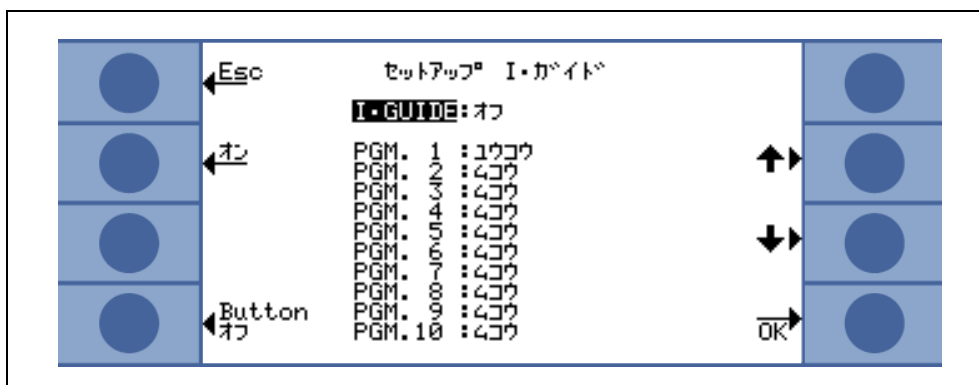 Esc
セットアップ I・ガイド
I・GUIDE:オフ
オン
PGM. 1 :ユウコウ
PGM. 2 :ムコウ
PGM. 3 :ムコウ
PGM. 4 :ムコウ
PGM. 5 :ムコウ
PGM. 6 :ムコウ
PGM. 7 :ムコウ
PGM. 8 :ムコウ
PGM. 9 :ムコウ
PGM.10 :ムコウ
Button
オフ
OK